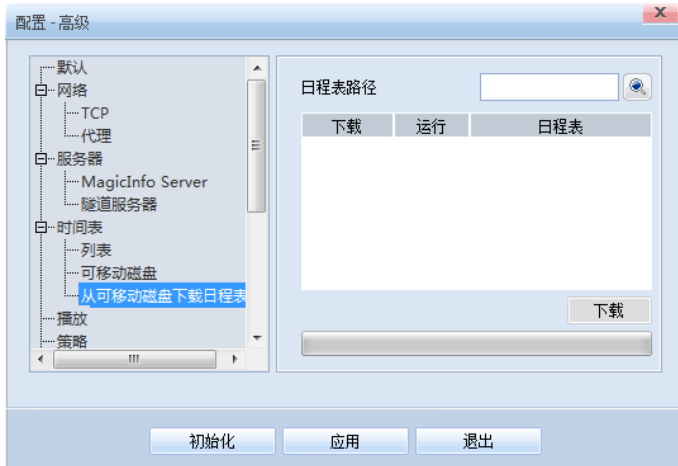 配置 - 高级
默认
网络
TCP
代理
服务器
MagicInfo Server
隧道服务器
时间表
列表
可移动磁盘
从可移动磁盘下载日程表
播放
策略
日程表路径
下载 运行 日程表
下载
初始化 应用 退出